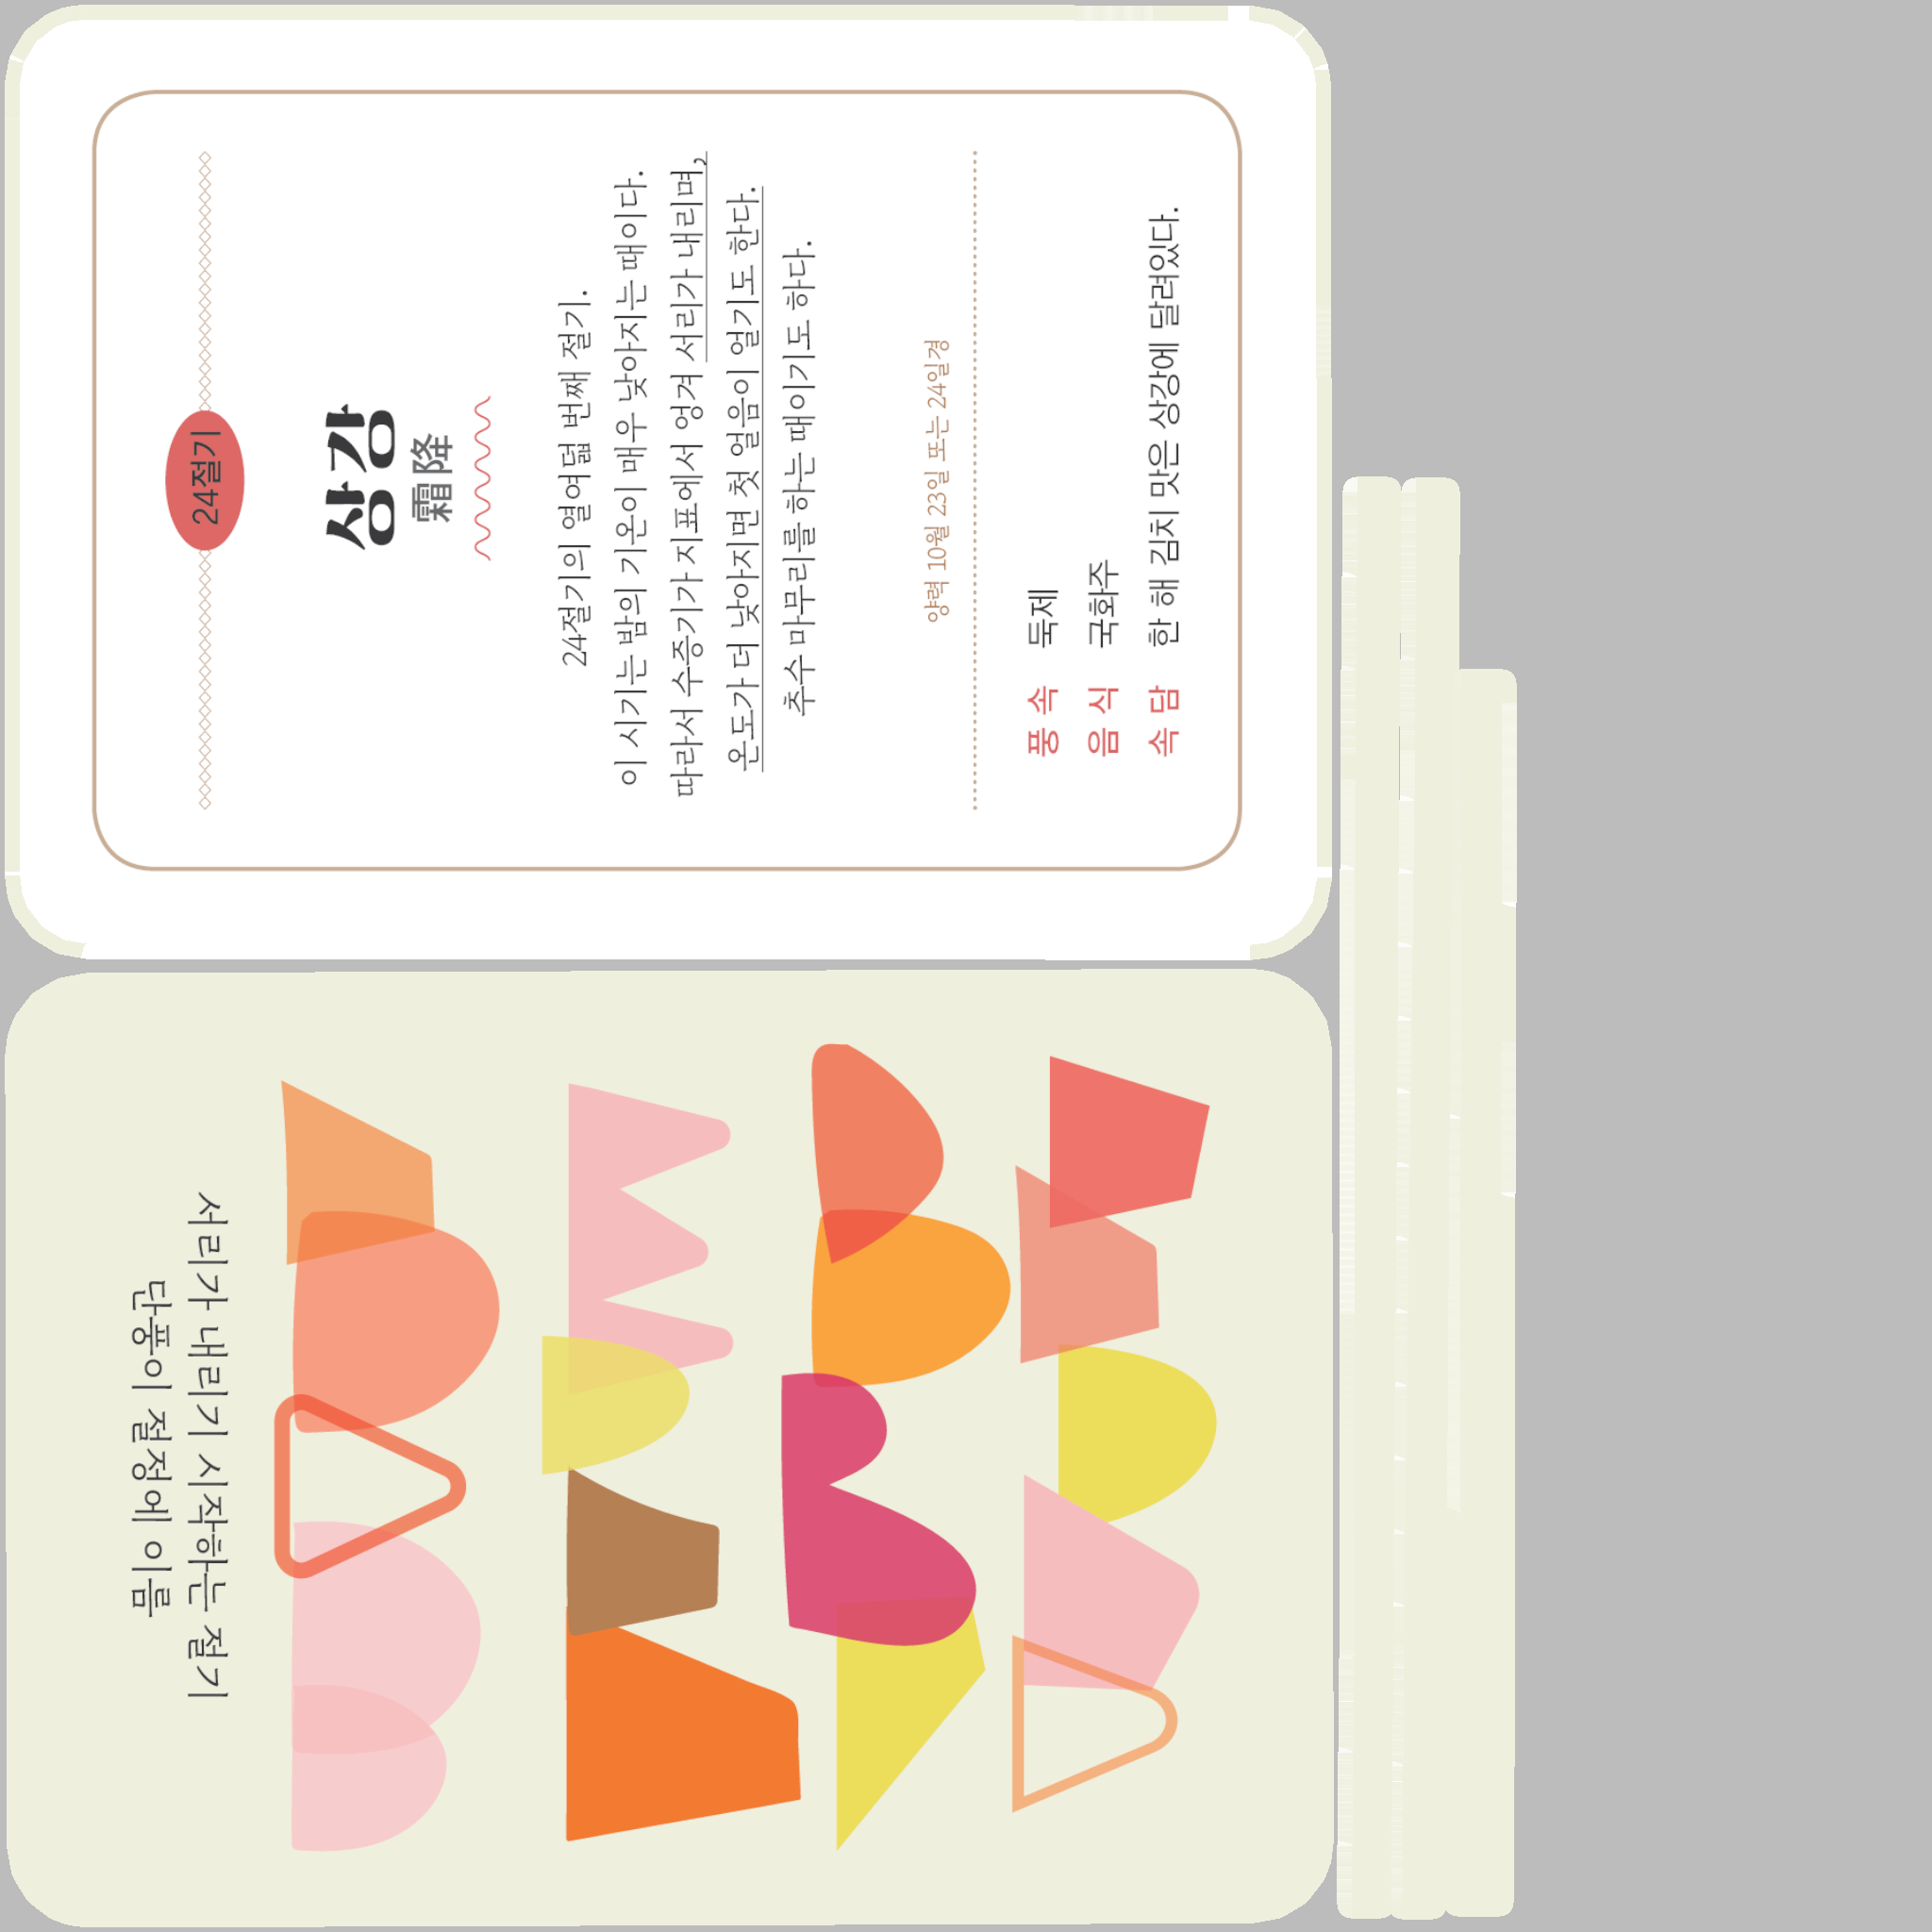 24절기
상강
霜降
24절기의 열여덟 번째 절기.
이 시기는 밤의 기온이 매우 낮아지는 때이다.
따라서 수증기가 지표에서 엉겨 서리가 내리며,
온도가 더 낮아지면 첫 얼음이 얼기도 한다.
추수 마무리를 하는 때이기도 하다.
양력 10월 23일 또는 24일경
풍속 둑제
음식 국화주
속담 한 해 김치 맛은 상강에 달려있다.
서리가 내리기 시작하는 절기
단풍이 절정에 이름